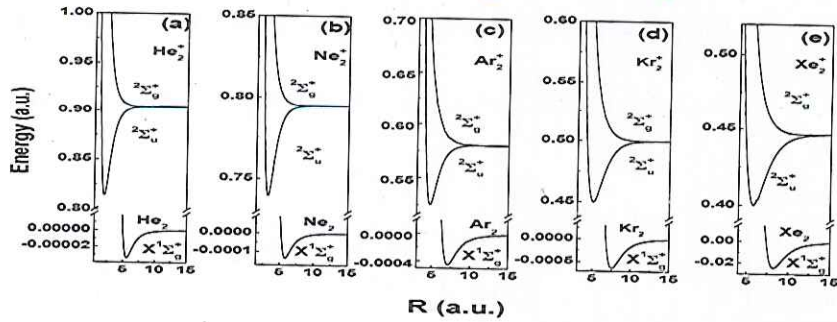 (a)
1.00
He₂⁺
0.95
²Σg⁺
0.90
²Σu⁺
0.85
0.80
0.00000
-0.00002
He₂
X¹Σg⁺
5 10 15
(b)
0.85
Ne₂⁺
²Σg⁺
0.80
²Σu⁺
0.75
0.0000
-0.0001
Ne₂
X¹Σg⁺
5 10 15
(c)
0.70
Ar₂⁺
0.65
²Σg⁺
0.60
²Σu⁺
0.55
0.0000
-0.0004
Ar₂
X¹Σg⁺
5 10 15
(d)
0.60
Kr₂⁺
0.55
²Σg⁺
0.50
²Σu⁺
0.45
0.0000
Kr₂
X¹Σg⁺
5 10 15
(e)
0.50
Xe₂⁺
²Σg⁺
0.45
²Σu⁺
0.40
0.00
-0.02
Xe₂
X¹Σg⁺
5 10 15
Energy (a.u.)
R (a.u.)